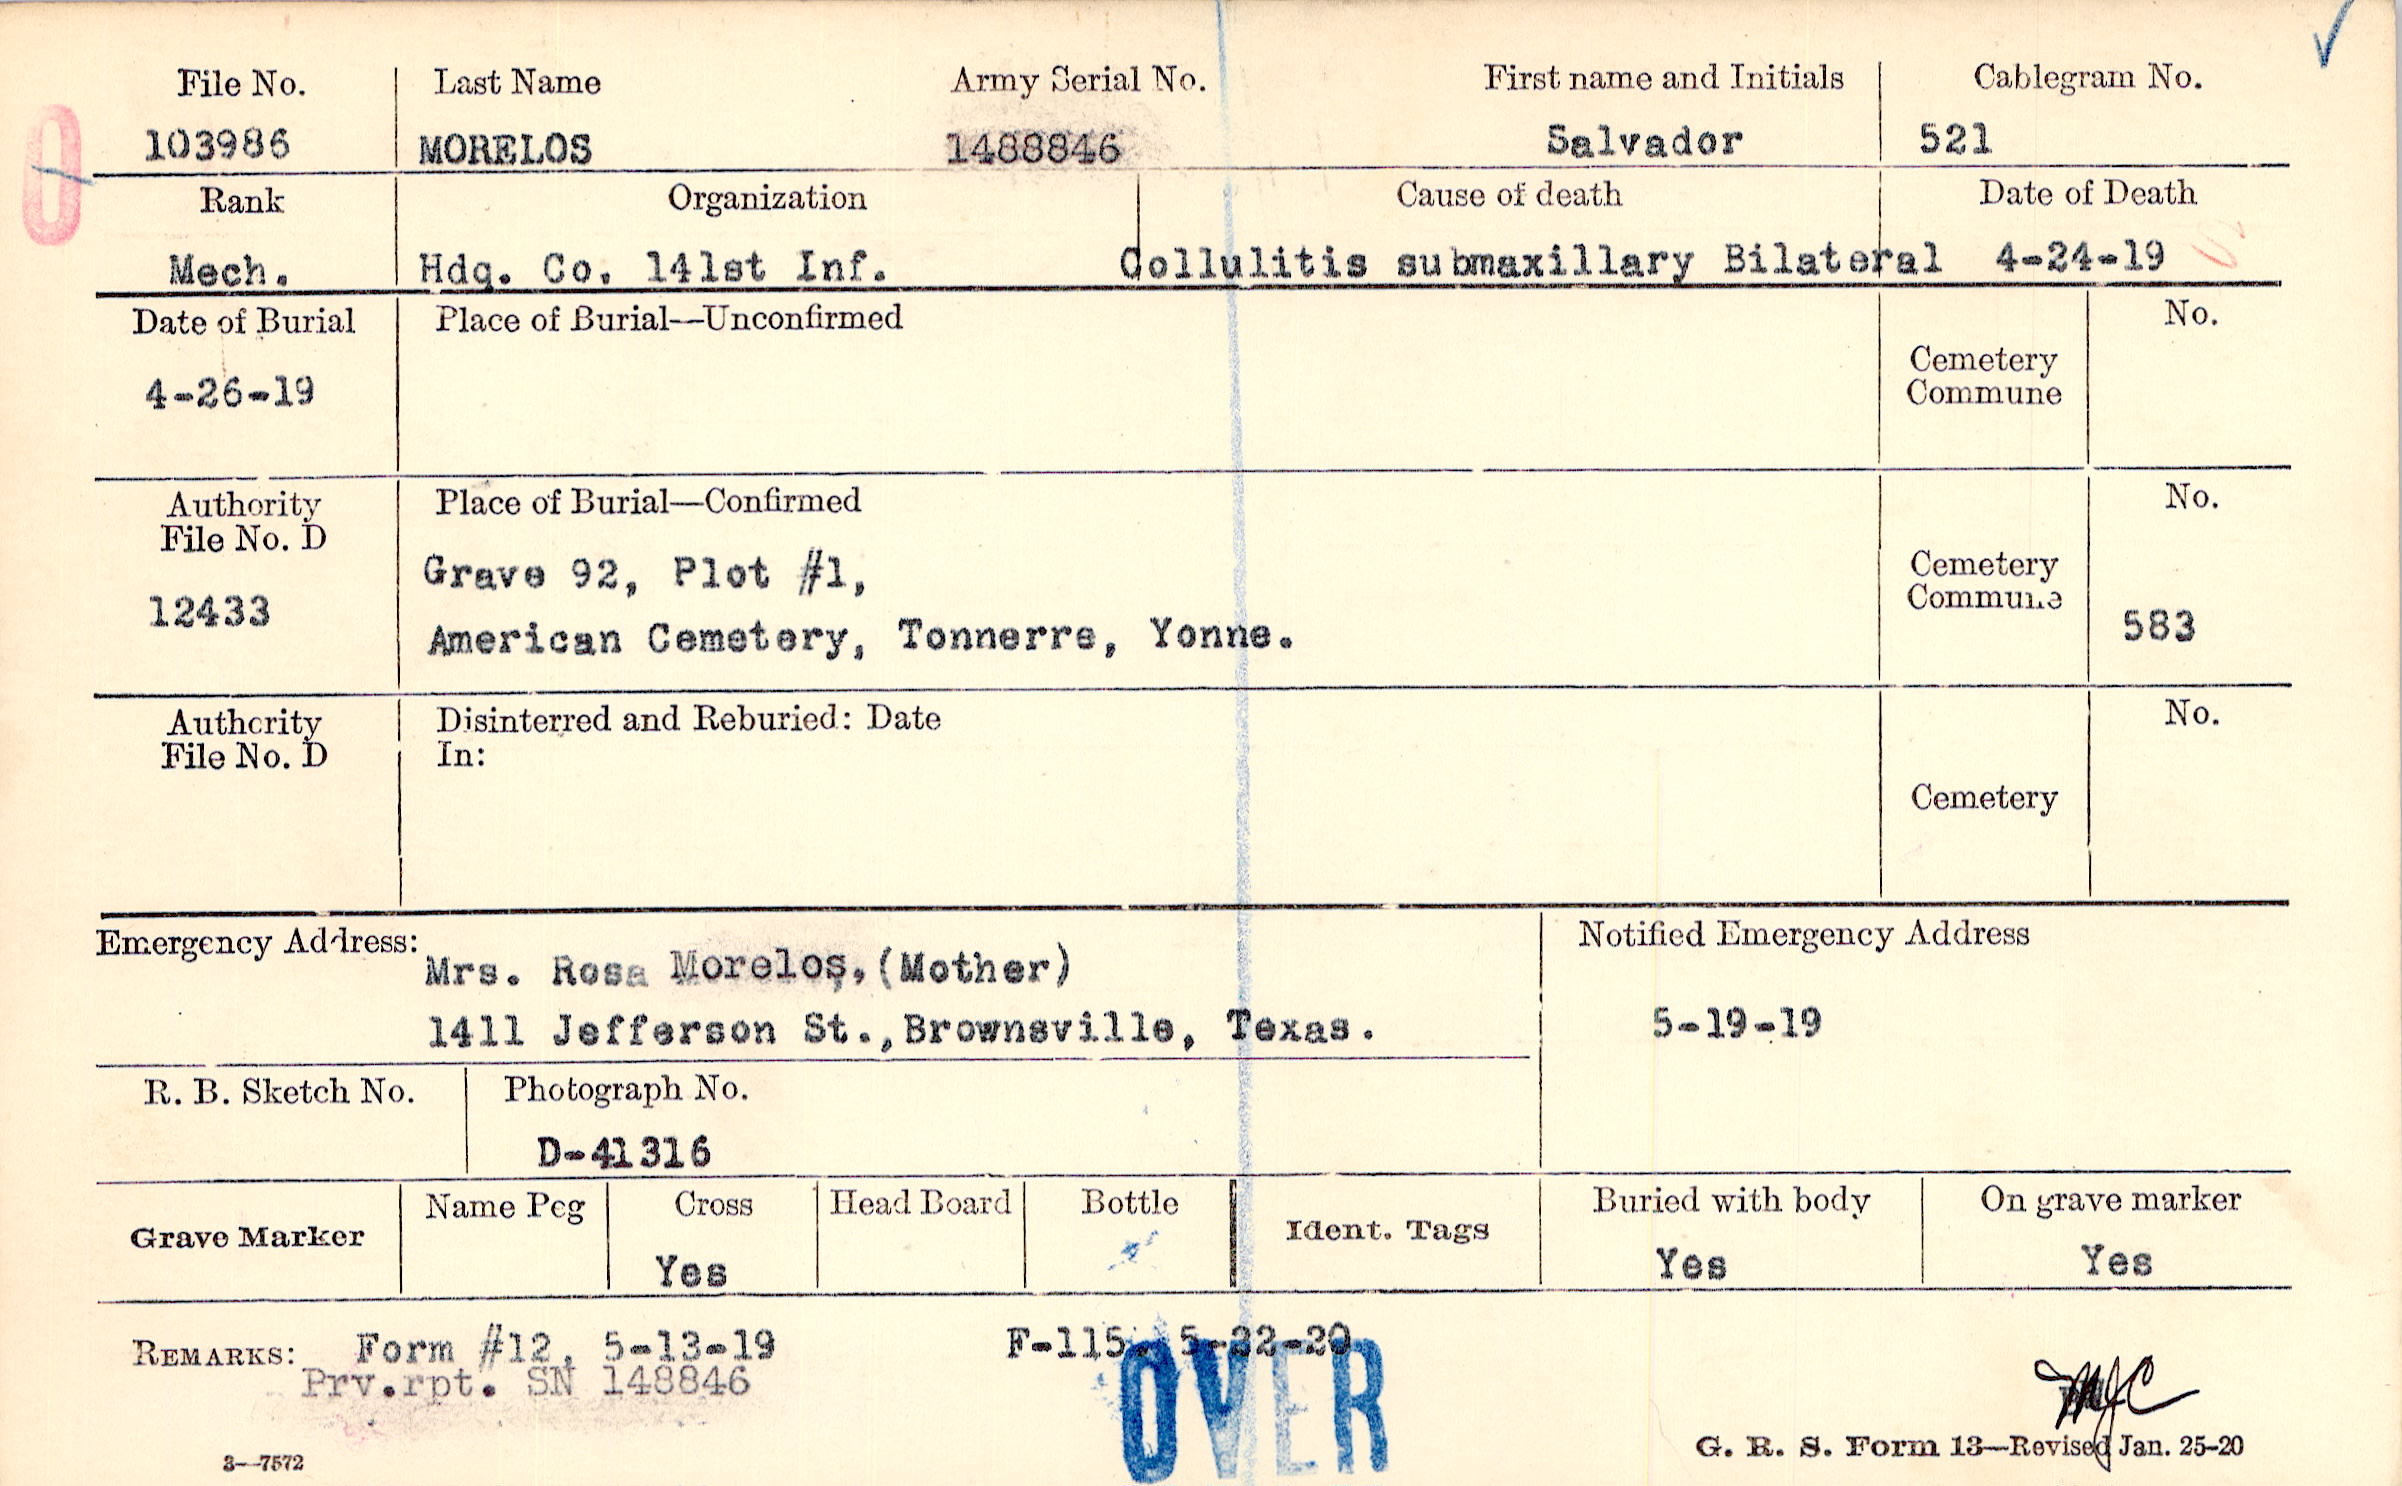 File No. Last Name Army Serial No. First name and Initials Cablegram No.
103986 MORELOS 1488846 Salvador 521
Rank Organization Cause of death Date of Death
Mech. Hdq. Co. 141st Inf. Collulitis submaxillary Bilateral 4-24-19
Date of Burial Place of Burial—Unconfirmed No.
4-26-19
Cemetery
Commune
Authority Place of Burial—Confirmed No.
File No. D
Grave 92, Plot #1,
Cemetery
Commune
12433
American Cemetery, Tonnerre, Yonne. 583
Authority Disinterred and Reburied: Date No.
File No. D In:
Cemetery
Emergency Address: Notified Emergency Address
Mrs. Rosa Morelos, (Mother)
1411 Jefferson St., Brownsville, Texas. 5-19-19
R. B. Sketch No. Photograph No.
D-41316
Grave Marker Name Peg Cross Head Board Bottle Ident. Tags Buried with body On grave marker
Yes Yes Yes
REMARKS: Form #12, 5-13-19 F-115. 5-22-20
Prv.rpt. SN 148846
OVER
MJC
3—7572
G. R. S. Form 13—Revised Jan. 25-20